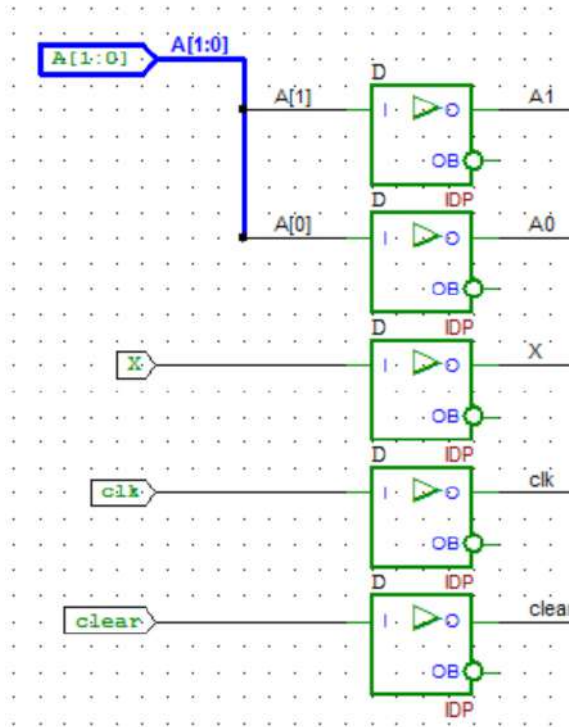 A[1:0] A[1:0]
D
A[1] I O A1
OB
IDP
D
A[0] I O A0
OB
IDP
D
X I O X
OB
IDP
D
clk I O clk
OB
IDP
D
clear I O clear
OB
IDP